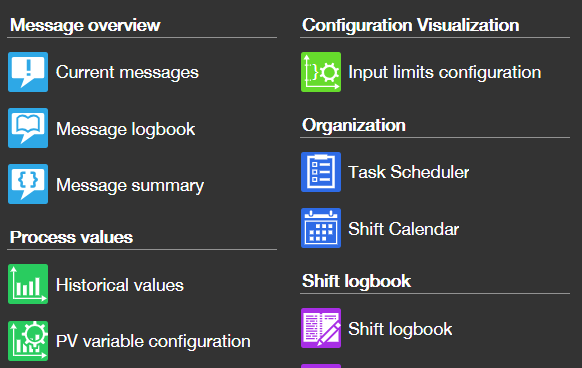 Message overview
Current messages
Message logbook
Message summary
Process values
Historical values
PV variable configuration
Configuration Visualization
Input limits configuration
Organization
Task Scheduler
Shift Calendar
Shift logbook
Shift logbook